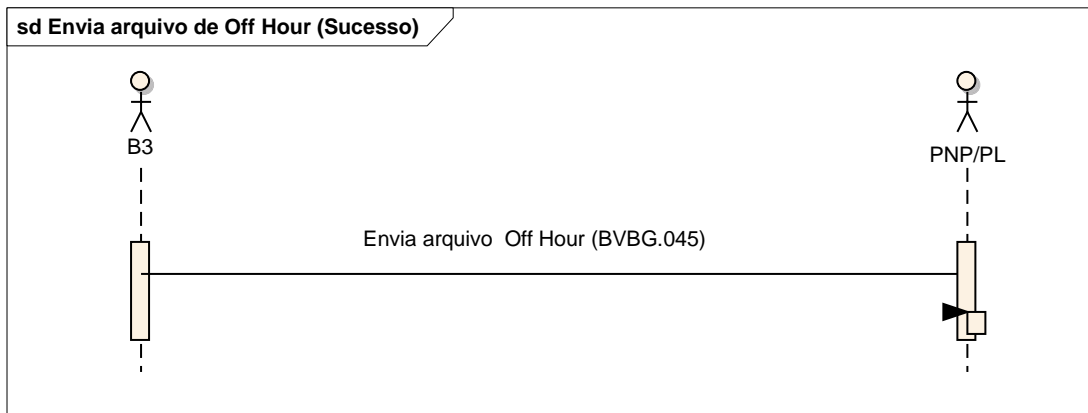 sd Envia arquivo de Off Hour (Sucesso)
B3
PNP/PL
Envia arquivo  Off Hour (BVBG.045)